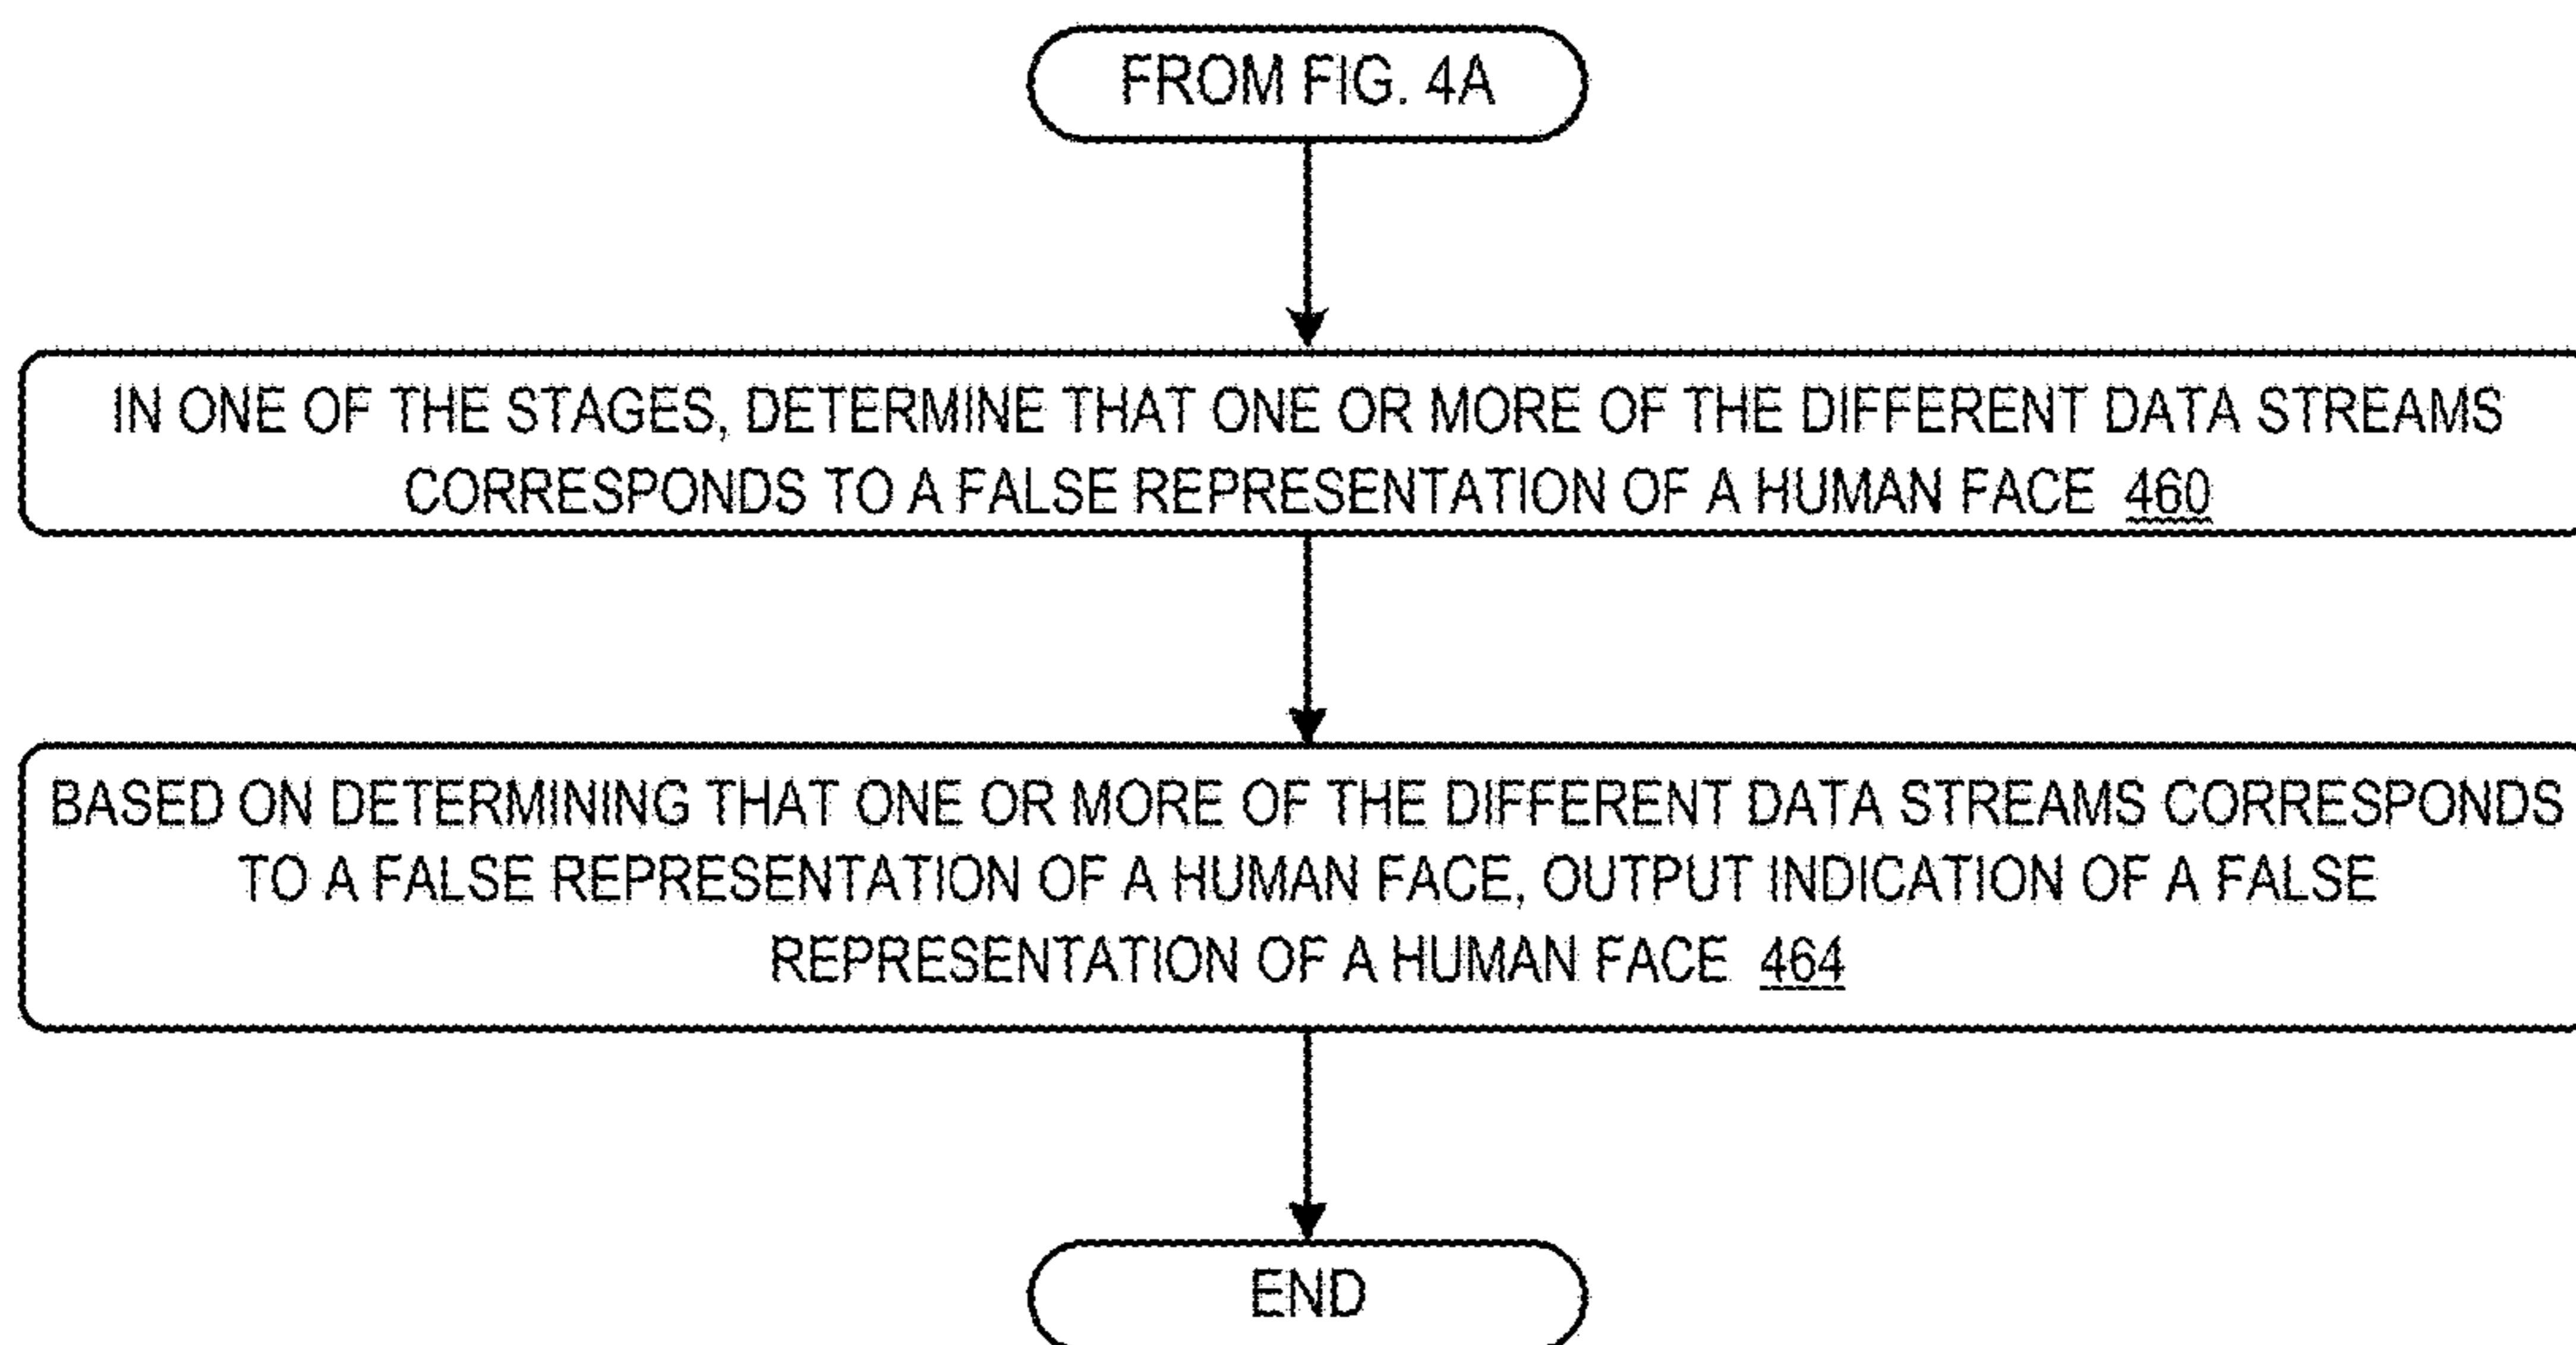 FROM FIG. 4A
IN ONE OF THE STAGES, DETERMINE THAT ONE OR MORE OF THE DIFFERENT DATA STREAMS
CORRESPONDS TO A FALSE REPRESENTATION OF A HUMAN FACE 460
BASED ON DETERMINING THAT ONE OR MORE OF THE DIFFERENT DATA STREAMS CORRESPONDS
TO A FALSE REPRESENTATION OF A HUMAN FACE, OUTPUT INDICATION OF A FALSE
REPRESENTATION OF A HUMAN FACE 464
END